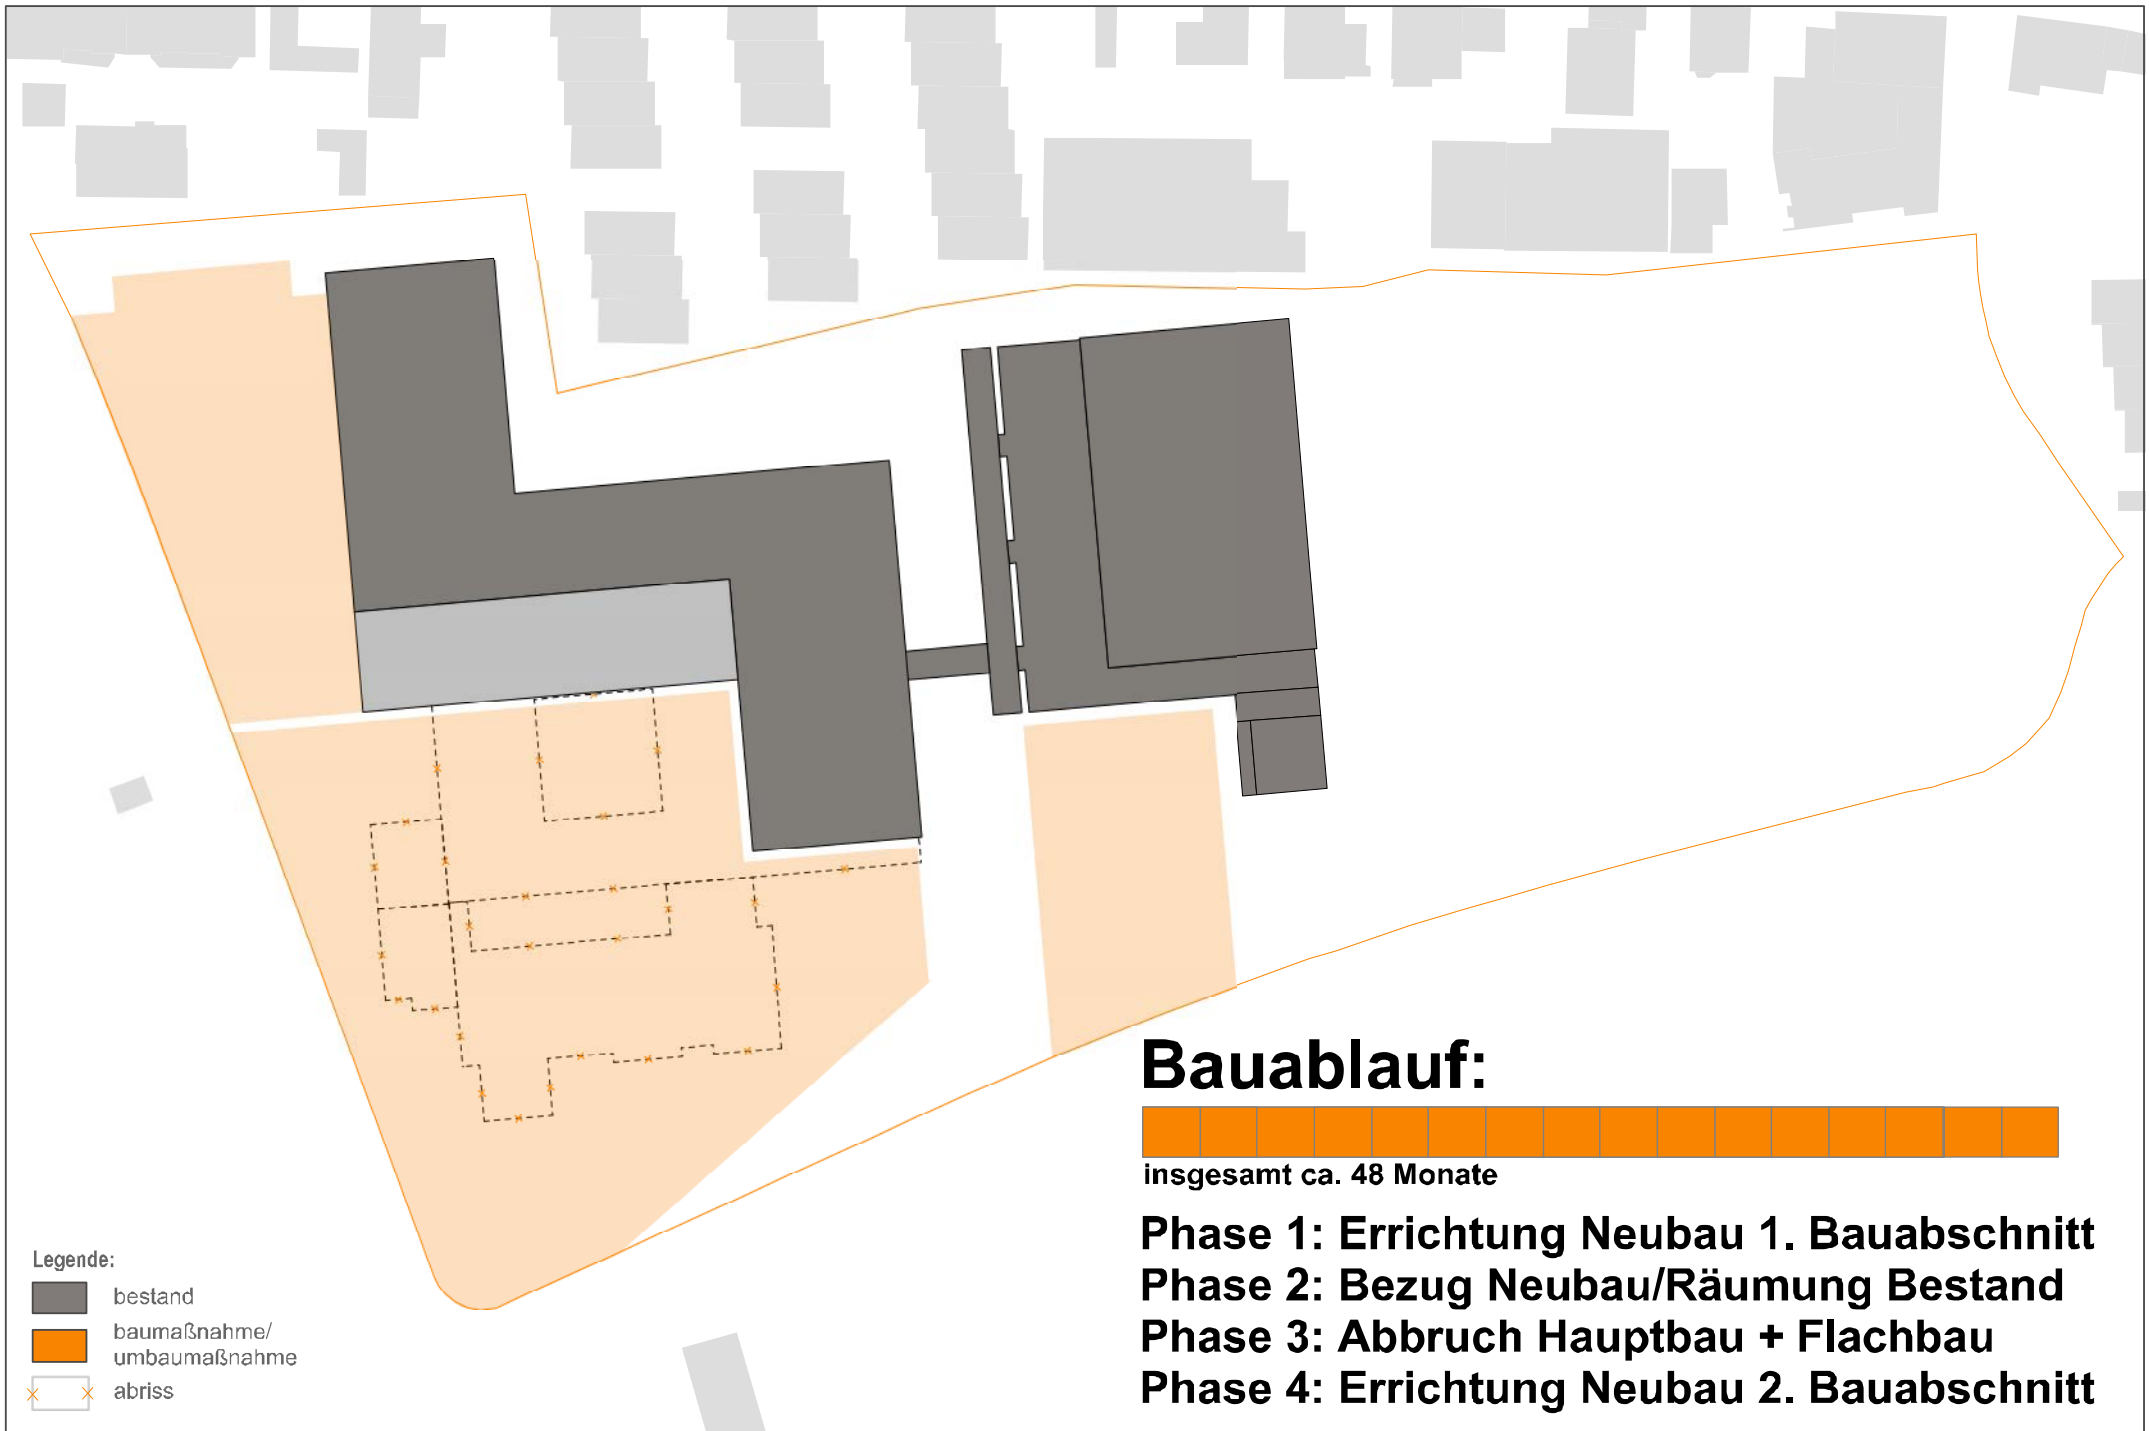 Bauablauf:
insgesamt ca. 48 Monate
Phase 1: Errichtung Neubau 1. Bauabschnitt
Phase 2: Bezug Neubau/Räumung Bestand
Phase 3: Abbruch Hauptbau + Flachbau
Phase 4: Errichtung Neubau 2. Bauabschnitt
Legende:
bestand
baumaßnahme/
umbaumaßnahme
abriss